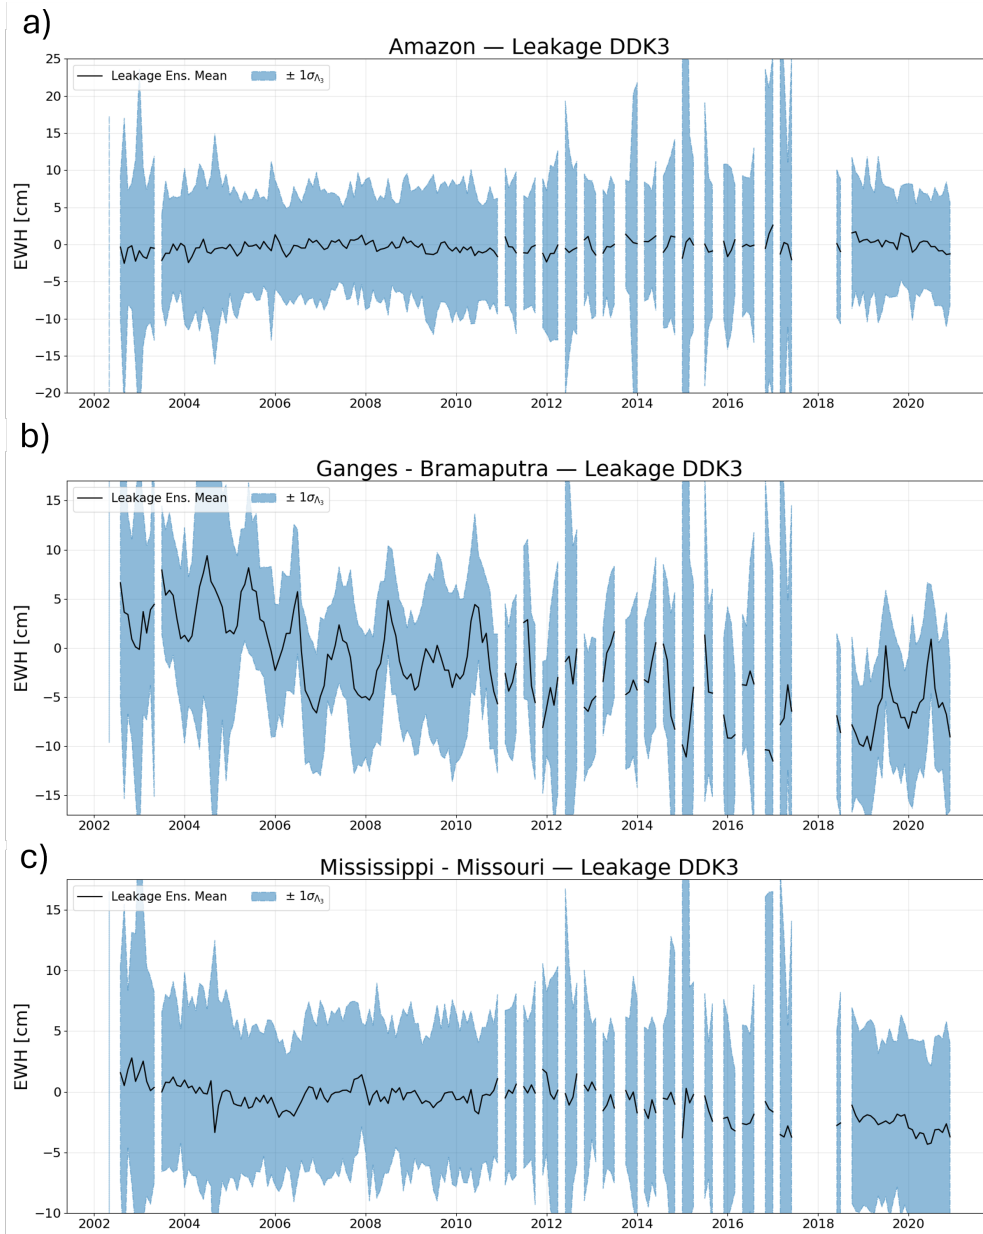 a)
Amazon — Leakage DDK3
Leakage Ens. Mean ± 1σΛ₃
EWH [cm]
25
20
15
10
5
0
−5
−10
−15
−20
2002 2004 2006 2008 2010 2012 2014 2016 2018 2020
b)
Ganges - Bramaputra — Leakage DDK3
Leakage Ens. Mean ± 1σΛ₃
EWH [cm]
15
10
5
0
−5
−10
−15
2002 2004 2006 2008 2010 2012 2014 2016 2018 2020
c)
Mississippi - Missouri — Leakage DDK3
Leakage Ens. Mean ± 1σΛ₃
EWH [cm]
15
10
5
0
−5
−10
2002 2004 2006 2008 2010 2012 2014 2016 2018 2020